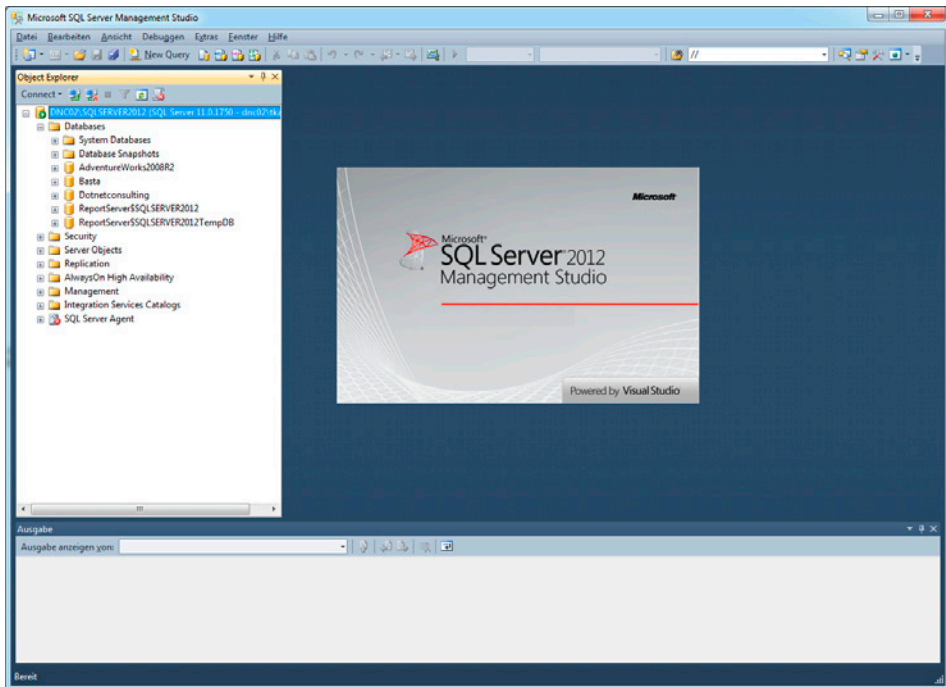 Microsoft SQL Server Management Studio
Datei Bearbeiten Ansicht Debuggen Extras Fenster Hilfe
New Query //
Object Explorer
Connect
DNC02\SQLSERVER2012 (SQL Server 11.0.1750 - dnc02\tka
Databases
System Databases
Database Snapshots
AdventureWorks2008R2
Basta
Dotnetconsulting
ReportServer$SQLSERVER2012
ReportServer$SQLSERVER2012TempDB
Security
Server Objects
Replication
AlwaysOn High Availability
Management
Integration Services Catalogs
SQL Server Agent
Microsoft
Microsoft®
SQL Server® 2012
Management Studio
Powered by Visual Studio
Ausgabe
Ausgabe anzeigen von:
Bereit